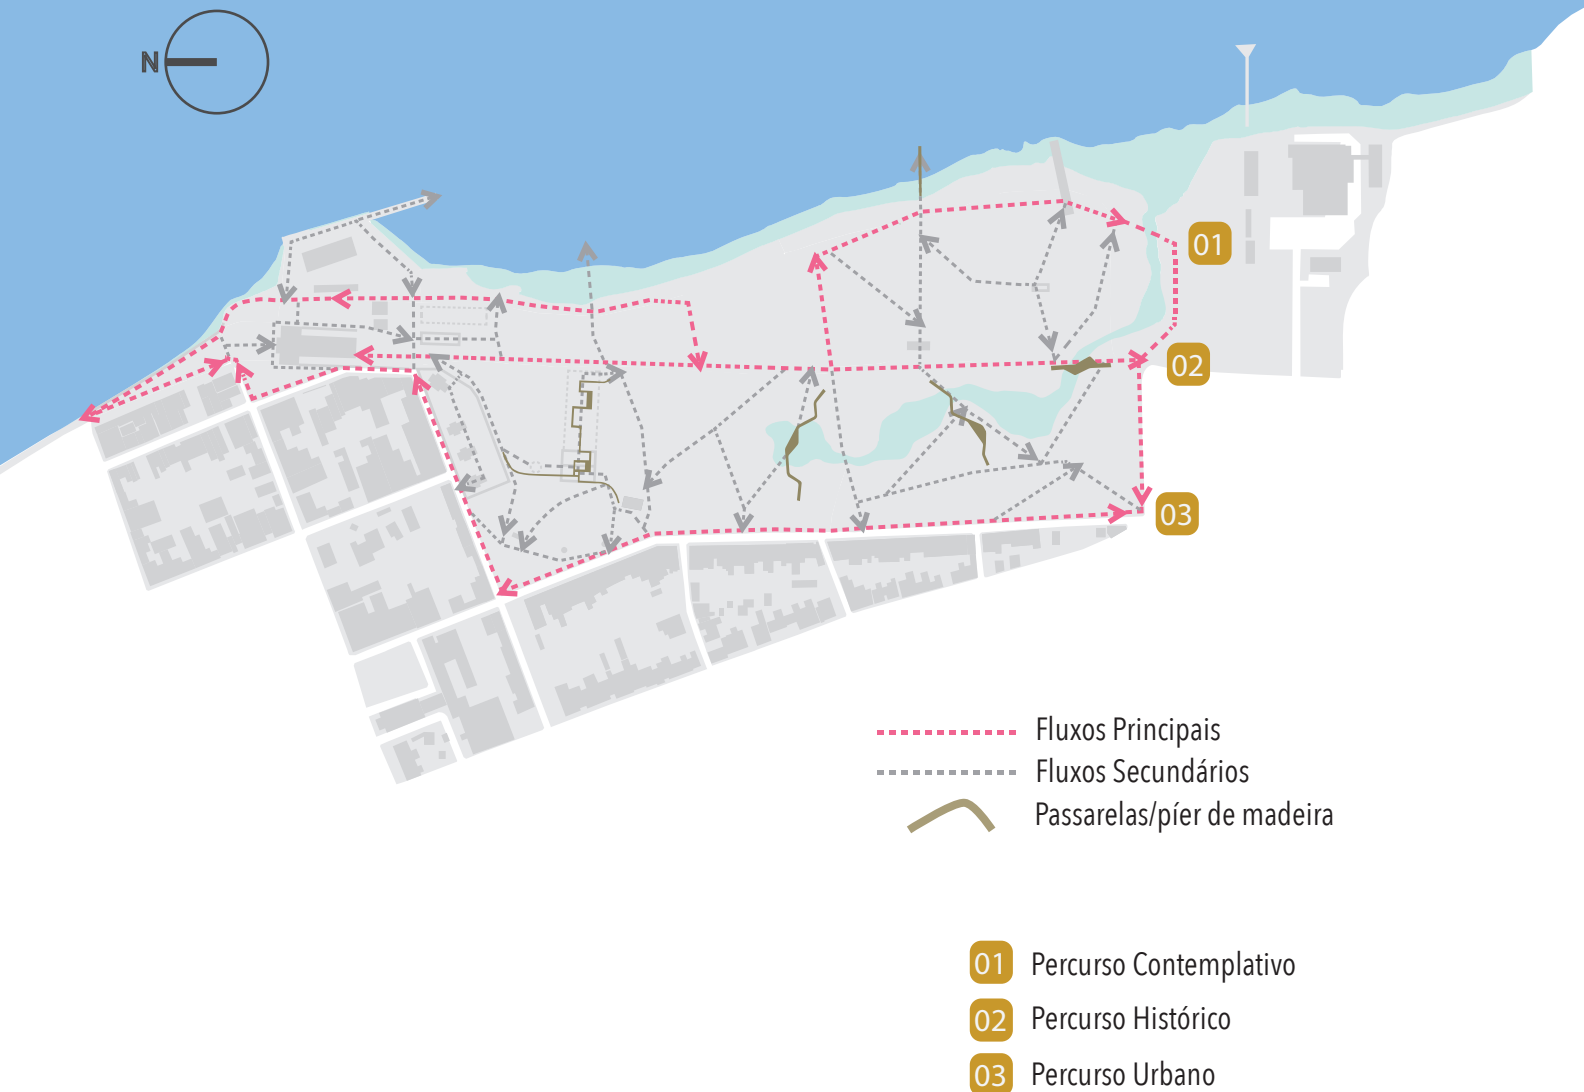 N
01
02
03
Fluxos Principais
Fluxos Secundários
Passarelas/píer de madeira
01 Percurso Contemplativo
02 Percurso Histórico
03 Percurso Urbano